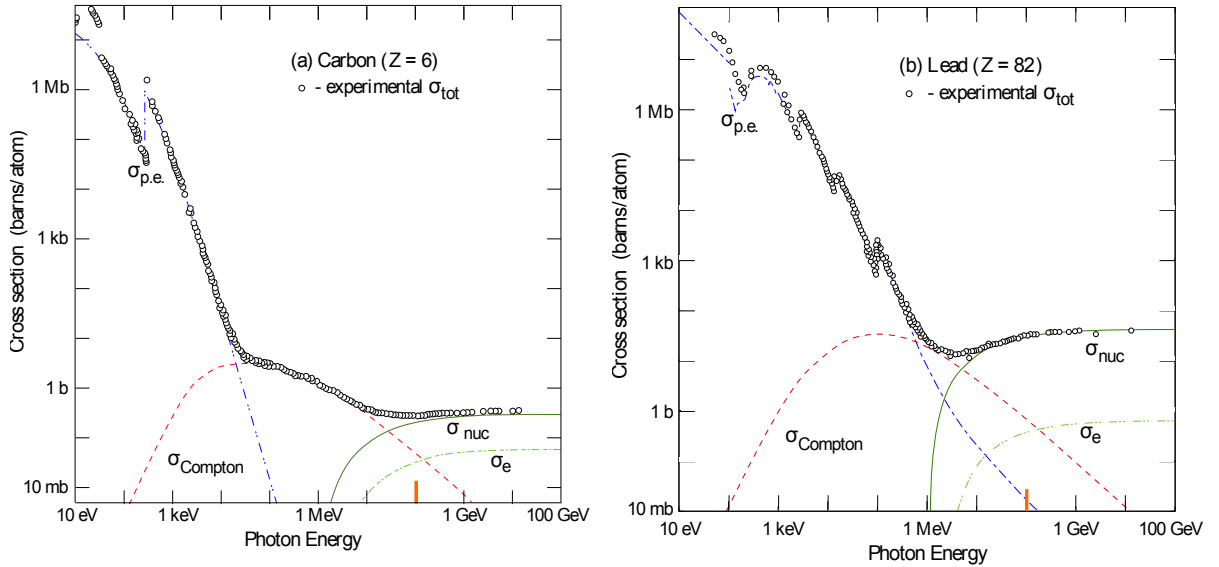 (a) Carbon (Z = 6)
- experimental σtot
Cross section (barns/atom)
1 Mb
1 kb
1 b
10 mb
σp.e.
σCompton
σnuc
σe
10 eV
1 keV
1 MeV
1 GeV
100 GeV
Photon Energy
(b) Lead (Z = 82)
- experimental σtot
Cross section (barns/atom)
1 Mb
1 kb
1 b
10 mb
σp.e.
σCompton
σnuc
σe
10 eV
1 keV
1 MeV
1 GeV
100 GeV
Photon Energy